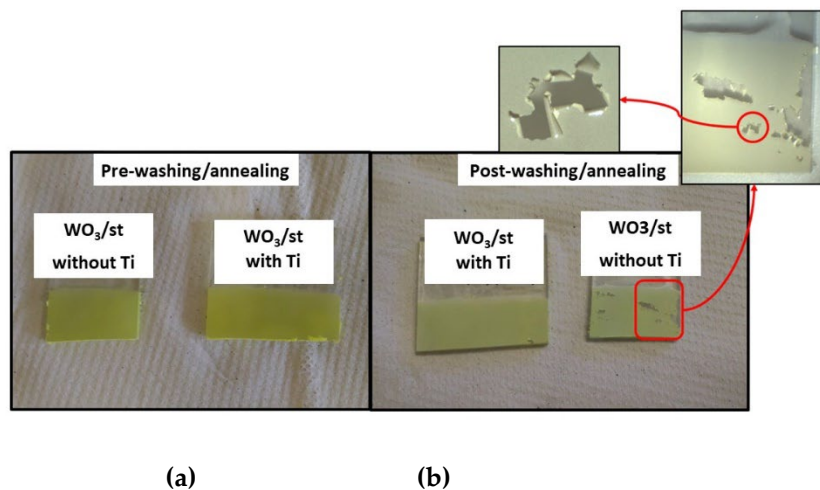 Pre-washing/annealing
Post-washing/annealing
WO₃/st
without Ti
WO₃/st
with Ti
WO₃/st
with Ti
WO3/st
without Ti
(a)
(b)